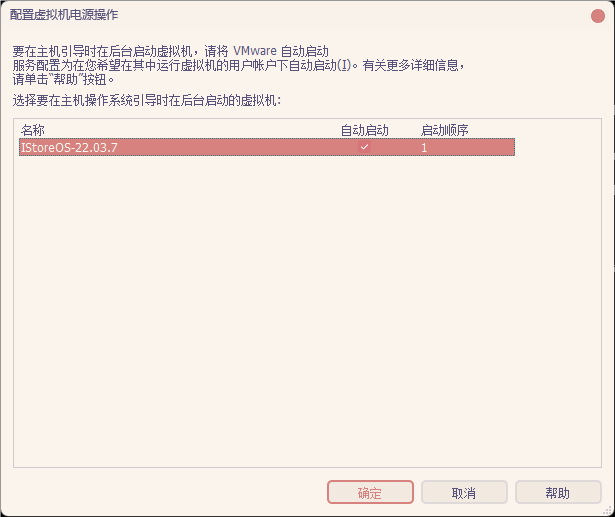 配置虚拟机电源操作
要在主机引导时在后台启动虚拟机，请将 VMware 自动启动
服务配置为在您希望在其中运行虚拟机的用户帐户下自动启动(I)。有关更多详细信息，
请单击“帮助”按钮。
选择要在主机操作系统引导时在后台启动的虚拟机：
名称 自动启动 启动顺序
IStoreOS-22.03.7 1
确定 取消 帮助